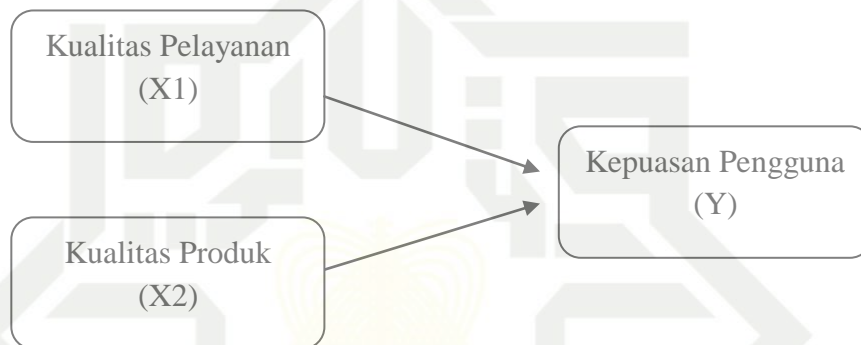 Kualitas Pelayanan
(X1)
Kepuasan Pengguna
(Y)
Kualitas Produk
(X2)